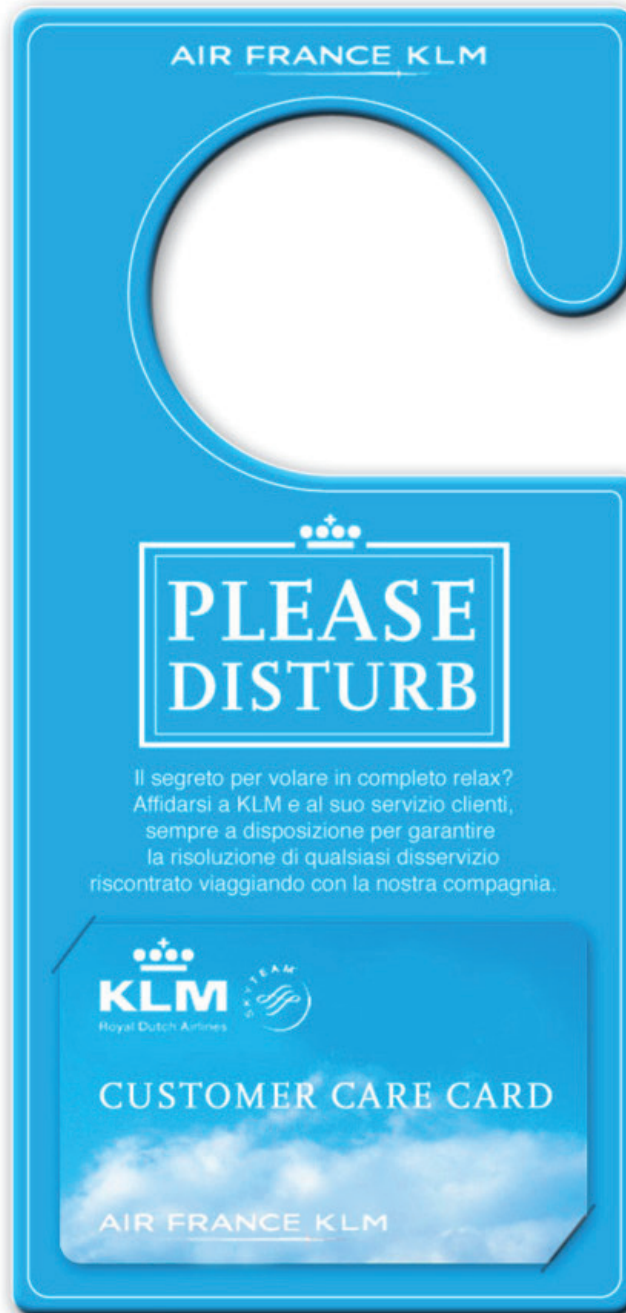 AIR FRANCE KLM
PLEASE
DISTURB
Il segreto per volare in completo relax?
Affidarsi a KLM e al suo servizio clienti,
sempre a disposizione per garantire
la risoluzione di qualsiasi disservizio
riscontrato viaggiando con la nostra compagnia.
KLM
Royal Dutch Airlines
SKYTEAM
CUSTOMER CARE CARD
AIR FRANCE KLM